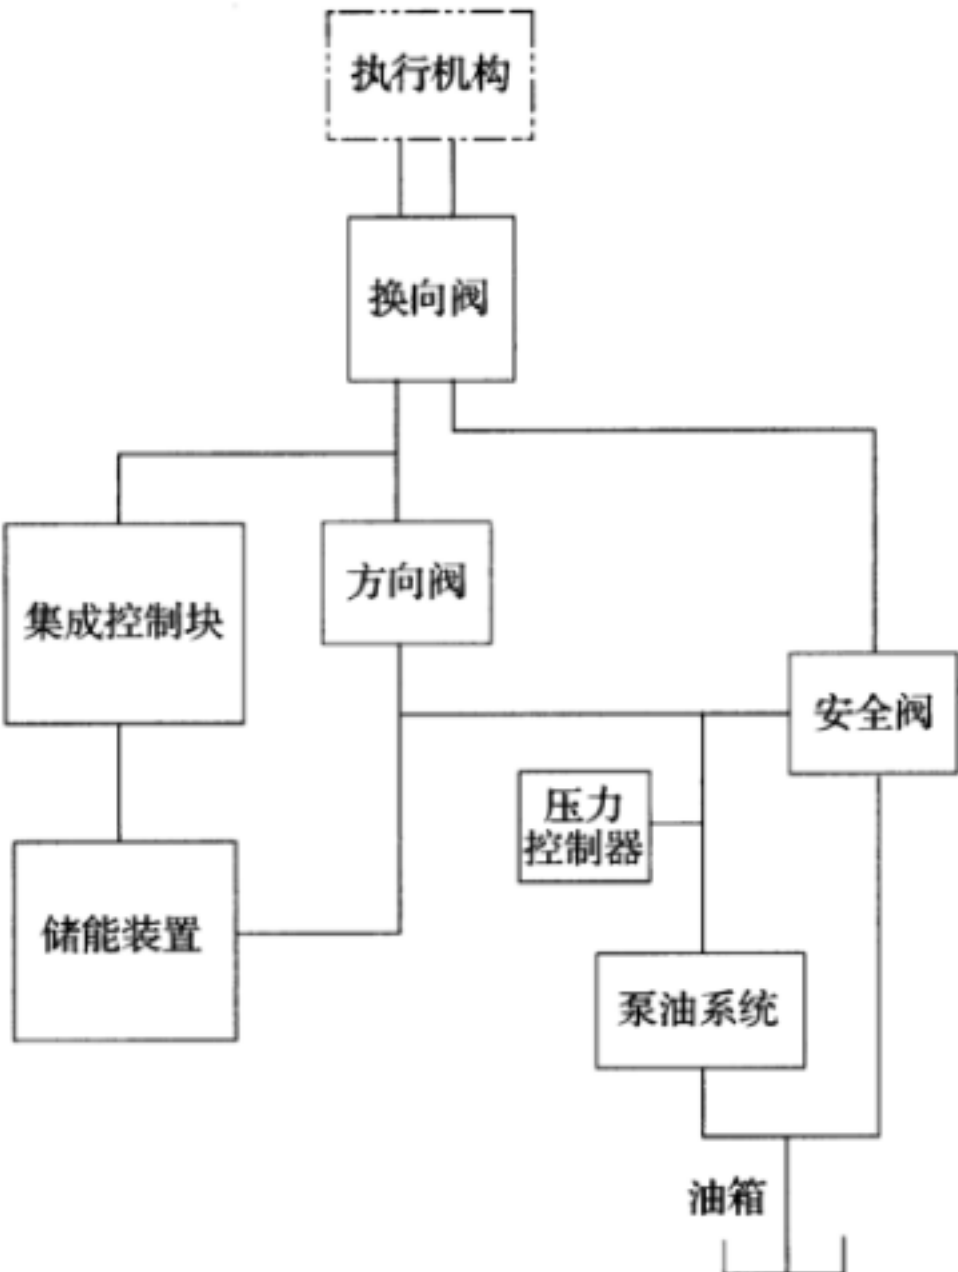 执行机构
换向阀
集成控制块
方向阀
安全阀
压力
控制器
储能装置
泵油系统
油箱